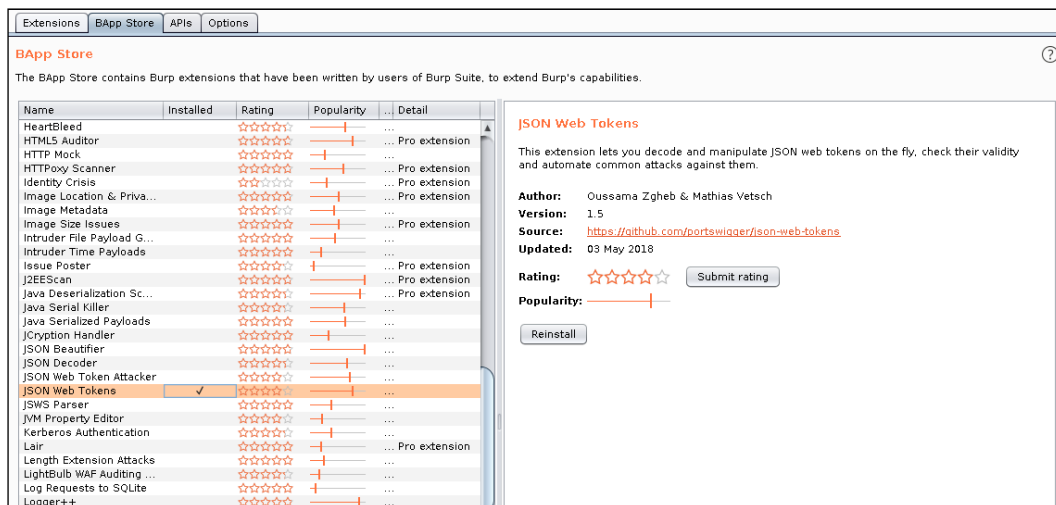 Extensions BApp Store APIs Options
BApp Store
?
The BApp Store contains Burp extensions that have been written by users of Burp Suite, to extend Burp's capabilities.
Name Installed Rating Popularity ... Detail
HeartBleed ...
HTML5 Auditor ... Pro extension
HTTP Mock ...
HTTPoxy Scanner ... Pro extension
Identity Crisis ... Pro extension
Image Location & Priva... ... Pro extension
Image Metadata ...
Image Size Issues ... Pro extension
Intruder File Payload G... ...
Intruder Time Payloads ...
Issue Poster ... Pro extension
J2EEScan ... Pro extension
Java Deserialization Sc... ... Pro extension
Java Serial Killer ...
Java Serialized Payloads ...
JCryption Handler ...
JSON Beautifier ...
JSON Decoder ...
JSON Web Token Attacker ...
JSON Web Tokens ✓ ...
JSWS Parser ...
JVM Property Editor ...
Kerberos Authentication ...
Lair ... Pro extension
Length Extension Attacks ...
LightBulb WAF Auditing ... ...
Log Requests to SQLite ...
Logger++ ...
JSON Web Tokens
This extension lets you decode and manipulate JSON web tokens on the fly, check their validity
and automate common attacks against them.
Author: Oussama Zgheb & Mathias Vetsch
Version: 1.5
Source: https://github.com/portswigger/json-web-tokens
Updated: 03 May 2018
Rating: Submit rating
Popularity:
Reinstall